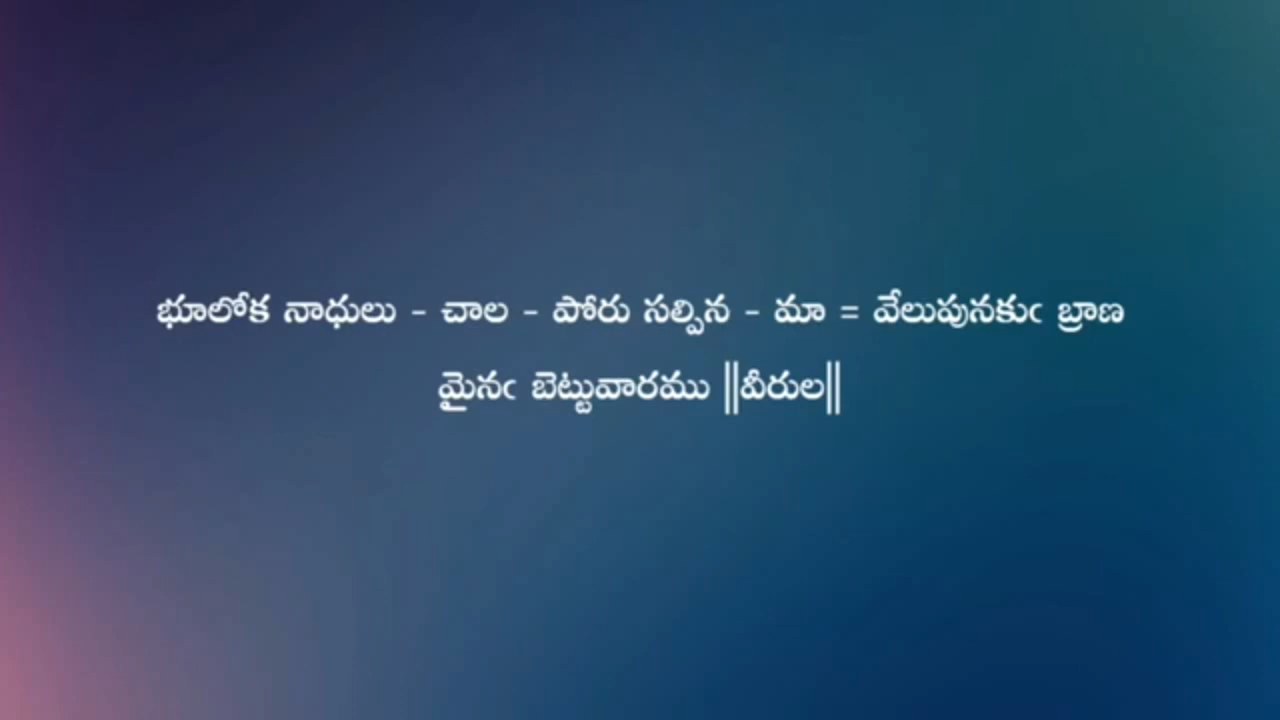 భూలోక నాధులు - చాల - పోరు సల్పిన - మా = వేలుపునకుఁ బ్రాణ
మైనఁ బెట్టువారము ||వీరుల||